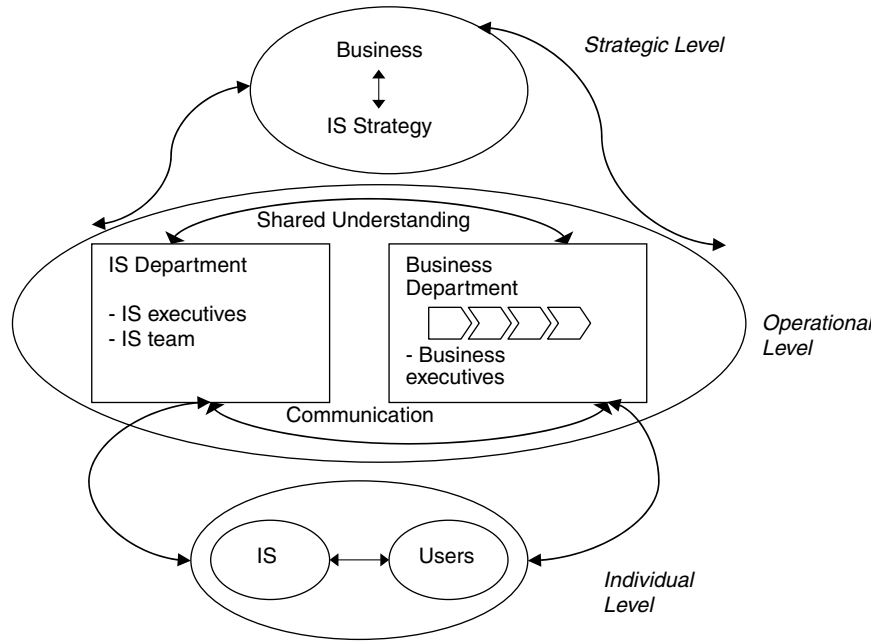 Business
IS Strategy
Strategic Level
Shared Understanding
IS Department
- IS executives
- IS team
Business
Department
- Business
executives
Operational
Level
Communication
IS
Users
Individual
Level